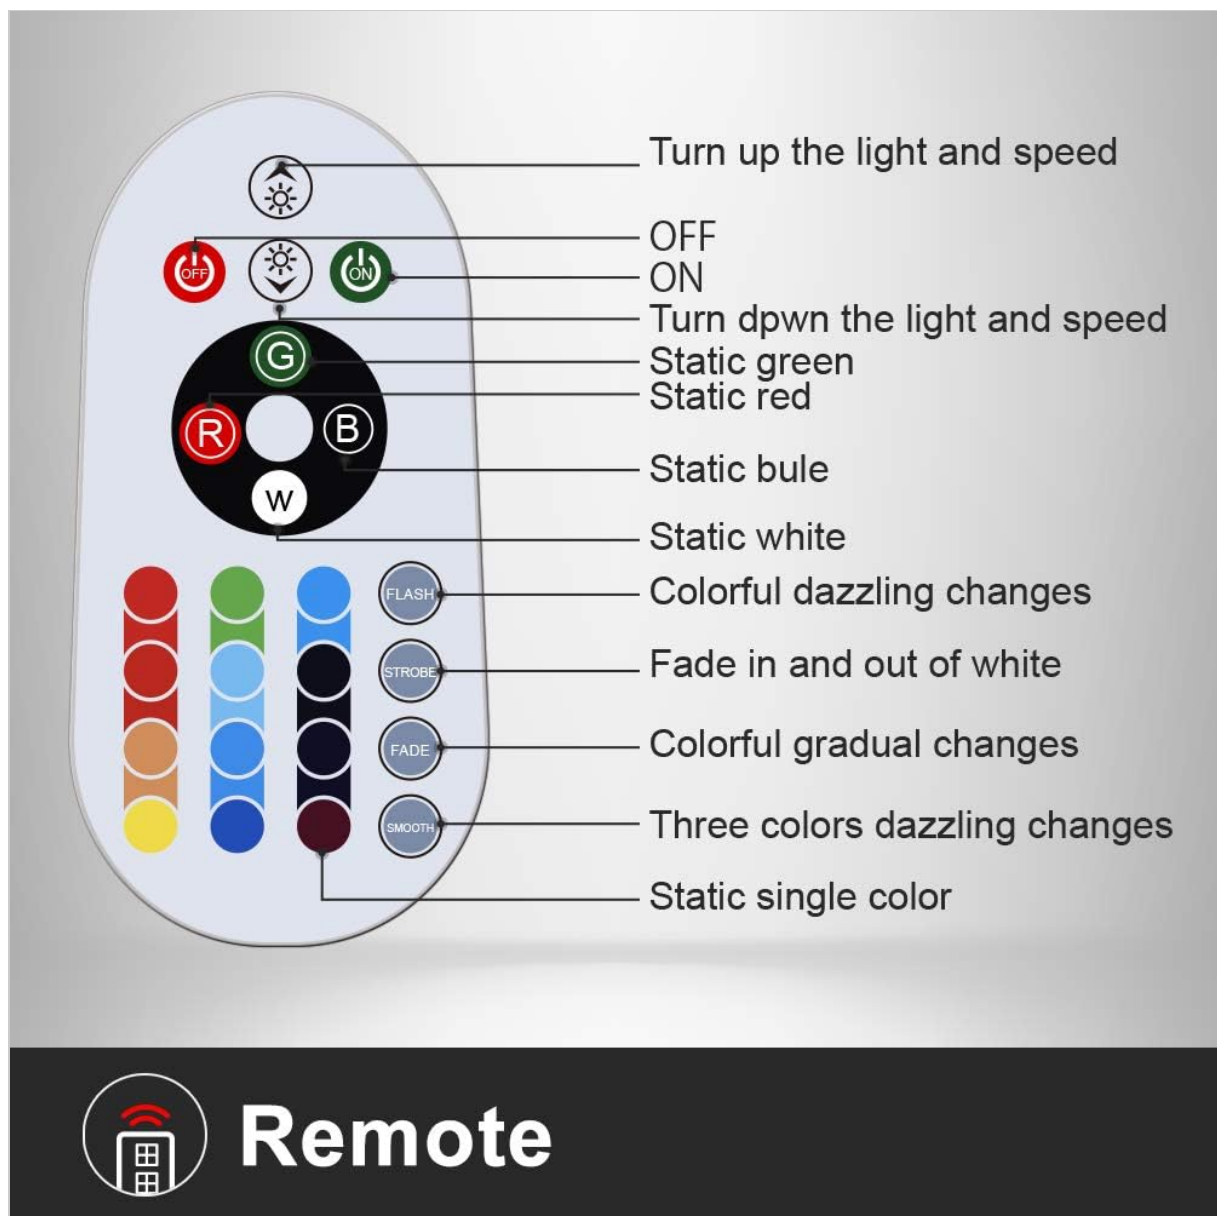 Turn up the light and speed
OFF
OFF
ON
ON
Turn dpwn the light and speed
G
Static green
R
Static red
B
Static bule
W
Static white
FLASH
Colorful dazzling changes
STROBE
Fade in and out of white
FADE
Colorful gradual changes
SMOOTH
Three colors dazzling changes
Static single color
Remote